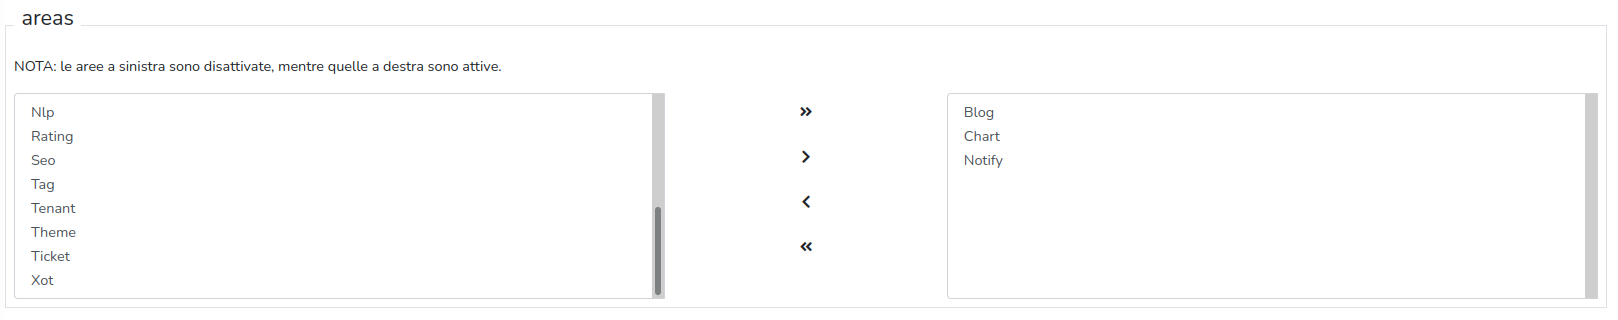 areas
NOTA: le aree a sinistra sono disattivate, mentre quelle a destra sono attive.
Nlp
Rating
Seo
Tag
Tenant
Theme
Ticket
Xot
Blog
Chart
Notify